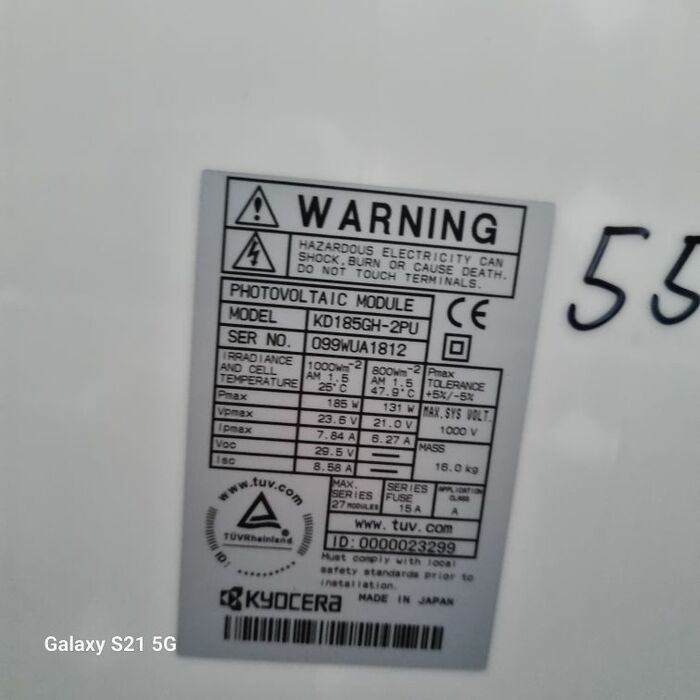 WARNING
HAZARDOUS ELECTRICITY CAN
SHOCK, BURN OR CAUSE DEATH.
DO NOT TOUCH TERMINALS.
PHOTOVOLTAIC MODULE
MODEL KD185GH-2PU
SER NO. 099WUA1812
CE
IRRADIANCE AND CELL TEMPERATURE 1000Wm-2 AM 1.5 25°C 800Wm-2 AM 1.5 47.9°C
Pmax 185 W 131 W
Vpmax 23.6 V 21.0 V
Ipmax 7.84 A 6.27 A
Voc 29.5 V
Isc 8.58 A
Pmax
TOLERANCE
+5%/-5%
MAX. SYS VOLT.
1000 V
MASS
16.0 kg
www.tuv.com
TÜVRheinland
ID:
MAX. SERIES 27 MODULES
SERIES FUSE 15 A
APPLICATION CLASS A
www.tuv.com
ID:0000023299
Must comply with local
safety standards prior to
installation.
KYOCERA MADE IN JAPAN
55
Galaxy S21 5G